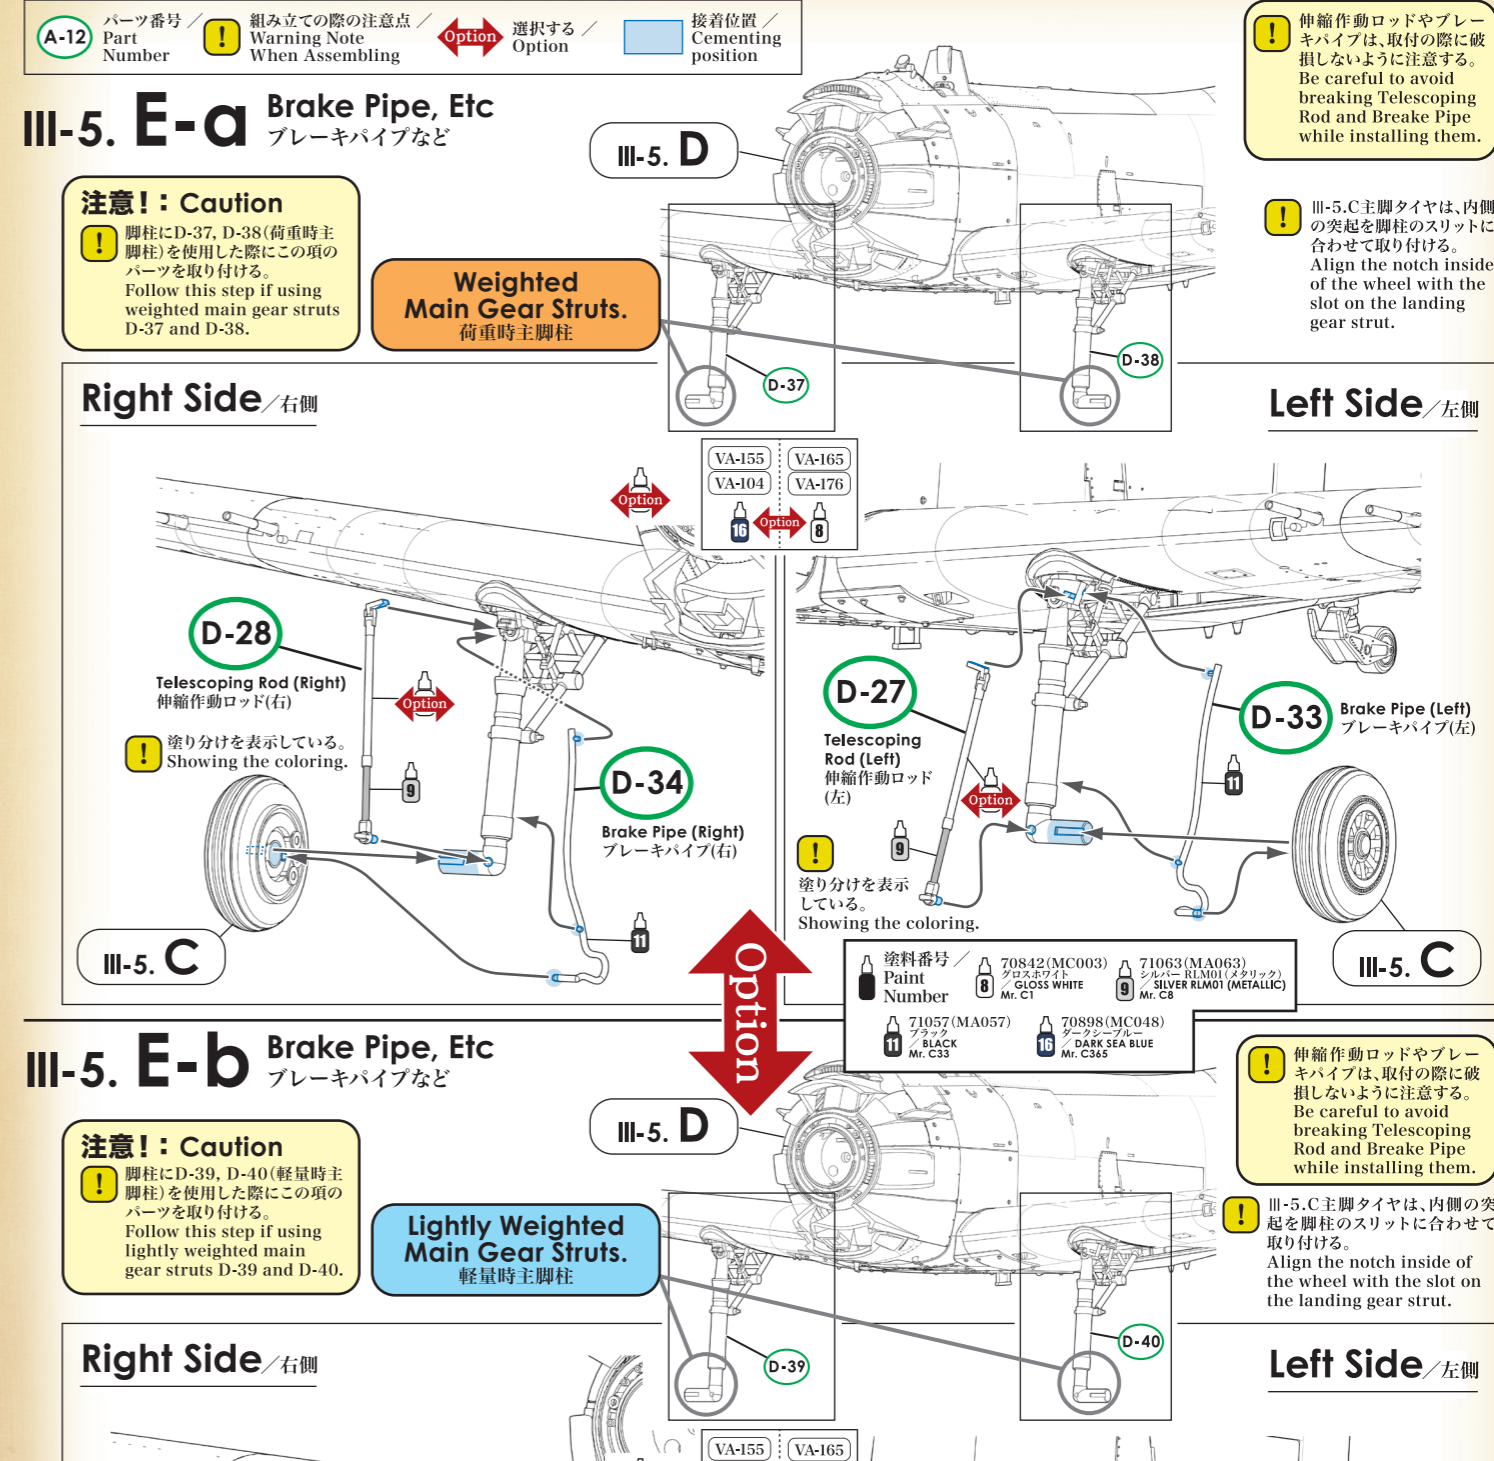 A-12
パーツ番号／
Part
Number
!
組み立ての際の注意点／
Warning Note
When Assembling
Option
選択する／
Option
接着位置／
Cementing
position
!
伸縮作動ロッドやブレー
キパイプは、取付の際に破
損しないように注意する。
Be careful to avoid
breaking Telescoping
Rod and Breake Pipe
while installing them.
III-5. E-a
Brake Pipe, Etc
ブレーキパイプなど
III-5. D
注意！：Caution
!
脚柱にD-37, D-38(荷重時主
脚柱)を使用した際にこの項の
パーツを取り付ける。
Follow this step if using
weighted main gear struts
D-37 and D-38.
Weighted
Main Gear Struts.
荷重時主脚柱
!
III-5.C主脚タイヤは、内側
の突起を脚柱のスリットに
合わせて取り付ける。
Align the notch inside
of the wheel with the
slot on the landing
gear strut.
D-37
D-38
Right Side／右側
Left Side／左側
VA-155
VA-165
VA-104
VA-176
16
Option
8
Option
D-28
Telescoping Rod (Right)
伸縮作動ロッド(右)
Option
!
塗り分けを表示している。
Showing the coloring.
9
D-34
Brake Pipe (Right)
ブレーキパイプ(右)
11
III-5. C
D-27
Telescoping
Rod (Left)
伸縮作動ロッド
(左)
Option
9
!
塗り分けを表示
している。
Showing the coloring.
D-33
Brake Pipe (Left)
ブレーキパイプ(左)
11
III-5. C
Option
塗料番号／
Paint
Number
8
70842(MC003)
グロスホワイト
／GLOSS WHITE
Mr. C1
9
71063(MA063)
シルバー RLM01(メタリック)
／SILVER RLM01 (METALLIC)
Mr. C8
11
71057(MA057)
ブラック
／BLACK
Mr. C33
16
70898(MC048)
ダークシーブルー
／DARK SEA BLUE
Mr. C365
III-5. E-b
Brake Pipe, Etc
ブレーキパイプなど
III-5. D
!
伸縮作動ロッドやブレー
キパイプは、取付の際に破
損しないように注意する。
Be careful to avoid
breaking Telescoping
Rod and Breake Pipe
while installing them.
注意！：Caution
!
脚柱にD-39, D-40(軽量時主
脚柱)を使用した際にこの項の
パーツを取り付ける。
Follow this step if using
lightly weighted main
gear struts D-39 and D-40.
Lightly Weighted
Main Gear Struts.
軽量時主脚柱
!
III-5.C主脚タイヤは、内側の突
起を脚柱のスリットに合わせて
取り付ける。
Align the notch inside of
the wheel with the slot on
the landing gear strut.
D-39
D-40
Right Side／右側
Left Side／左側
VA-155
VA-165